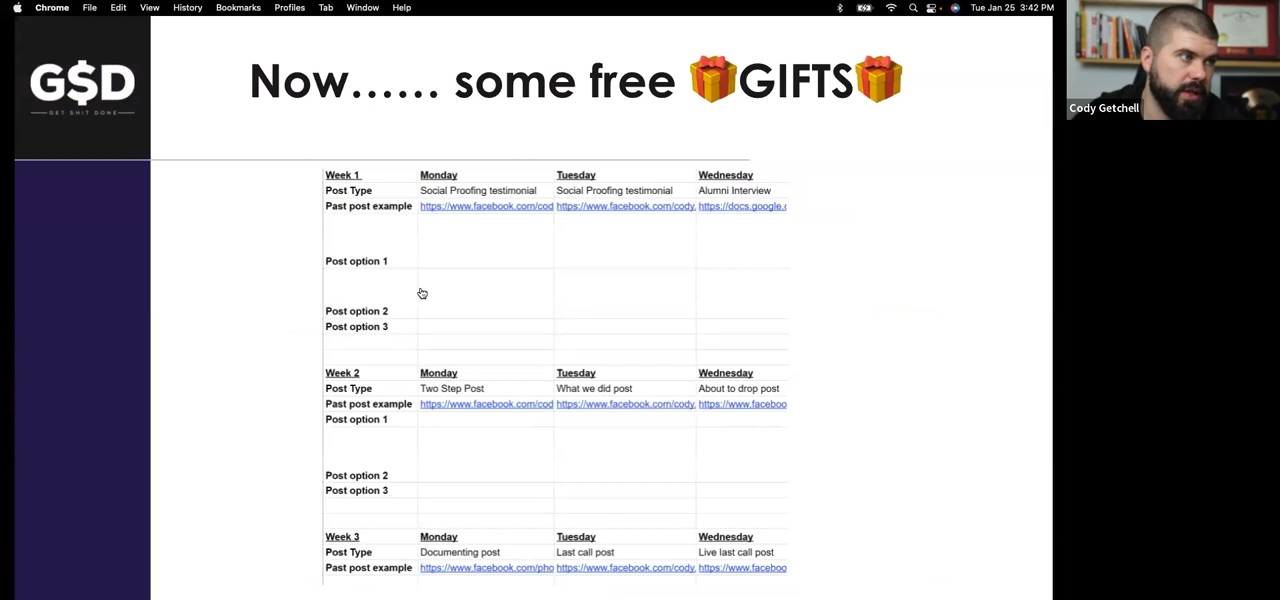 Chrome File Edit View History Bookmarks Profiles Tab Window Help Tue Jan 25 3:42 PM
G$D
GET SHIT DONE
Now…… some free 🎁GIFTS🎁
Cody Getchell
Week 1 Monday Tuesday Wednesday
Post Type Social Proofing testimonial Social Proofing testimonial Alumni Interview
Past post example https://www.facebook.com/cod https://www.facebook.com/cody. https://docs.google.c
Post option 1
Post option 2
Post option 3
Week 2 Monday Tuesday Wednesday
Post Type Two Step Post What we did post About to drop post
Past post example https://www.facebook.com/cod https://www.facebook.com/cody. https://www.faceboo
Post option 1
Post option 2
Post option 3
Week 3 Monday Tuesday Wednesday
Post Type Documenting post Last call post Live last call post
Past post example https://www.facebook.com/pho https://www.facebook.com/cody. https://www.faceboo